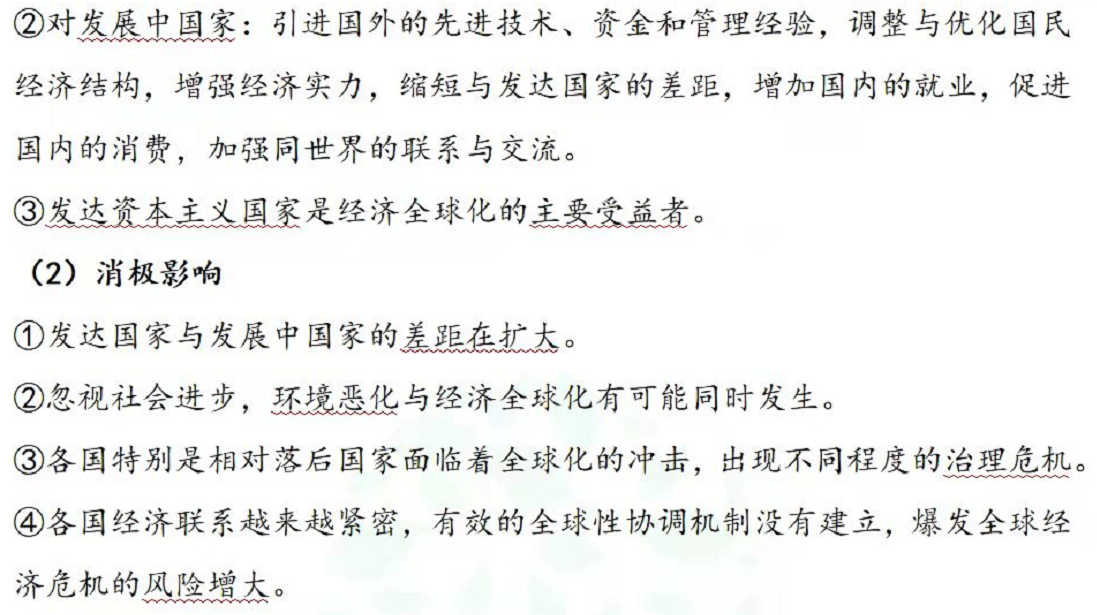 ②对发展中国家：引进国外的先进技术、资金和管理经验，调整与优化国民
经济结构，增强经济实力，缩短与发达国家的差距，增加国内的就业，促进
国内的消费，加强同世界的联系与交流。
③发达资本主义国家是经济全球化的主要受益者。
（2）消极影响
①发达国家与发展中国家的差距在扩大。
②忽视社会进步，环境恶化与经济全球化有可能同时发生。
③各国特别是相对落后国家面临着全球化的冲击，出现不同程度的治理危机。
④各国经济联系越来越紧密，有效的全球性协调机制没有建立，爆发全球经
济危机的风险增大。